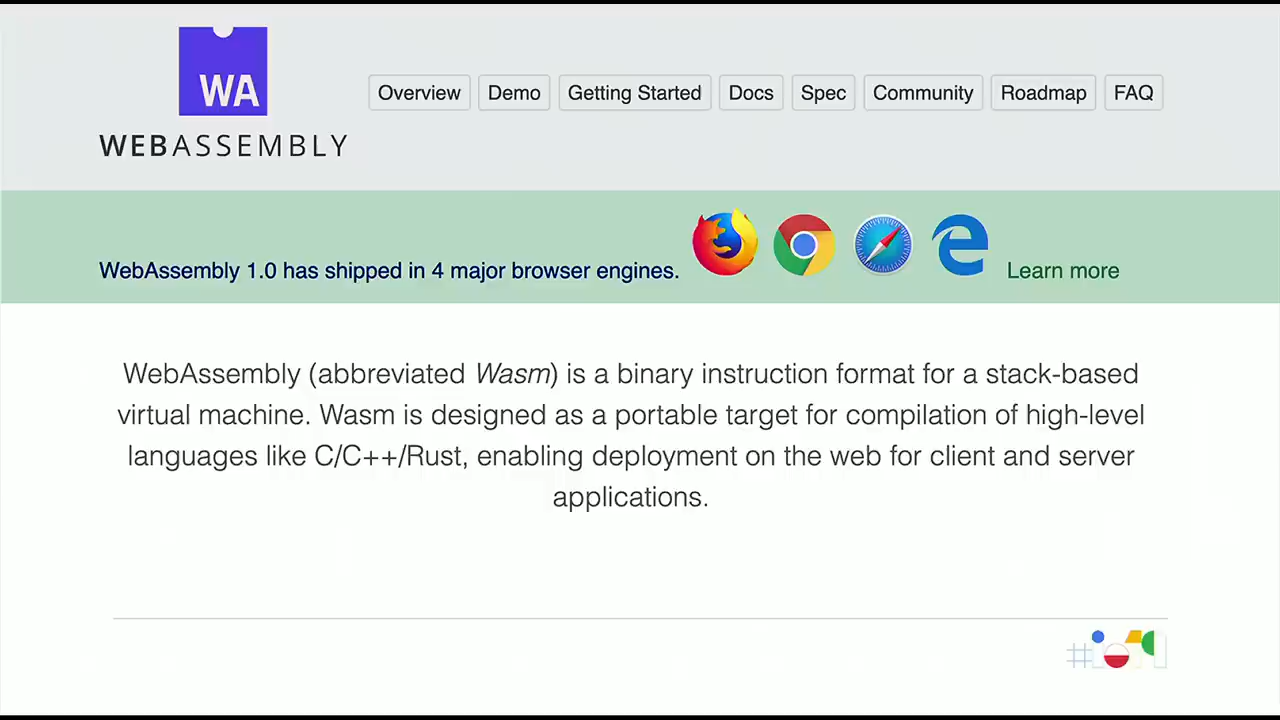 WA
WEBASSEMBLY
Overview Demo Getting Started Docs Spec Community Roadmap FAQ
WebAssembly 1.0 has shipped in 4 major browser engines. Learn more
WebAssembly (abbreviated Wasm) is a binary instruction format for a stack-based
virtual machine. Wasm is designed as a portable target for compilation of high-level
languages like C/C++/Rust, enabling deployment on the web for client and server
applications.
#io19